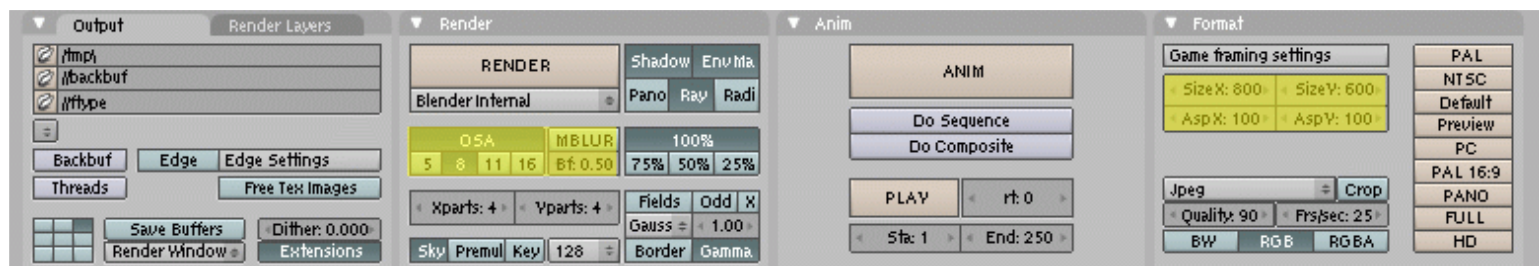 Output
Render Layers
/tmp\
//backbuf
//ftype
Backbuf
Edge
Edge Settings
Threads
Free Tex Images
Save Buffers
Dither: 0.000
Render Window
Extensions
Render
RENDER
Shadow
EnvMa
Blender Internal
Pano
Ray
Radi
OSA
MBLUR
100%
5
8
11
16
Bf: 0.50
75%
50%
25%
Xparts: 4
Yparts: 4
Fields
Odd
X
Gauss
1.00
Sky
Premul
Key
128
Border
Gamma
Anim
ANIM
Do Sequence
Do Composite
PLAY
rt: 0
Sta: 1
End: 250
Format
Game framing settings
SizeX: 800
SizeY: 600
AspX: 100
AspY: 100
Jpeg
Crop
Quality: 90
Frs/sec: 25
BW
RGB
RGBA
PAL
NTSC
Default
Preview
PC
PAL 16:9
PANO
FULL
HD